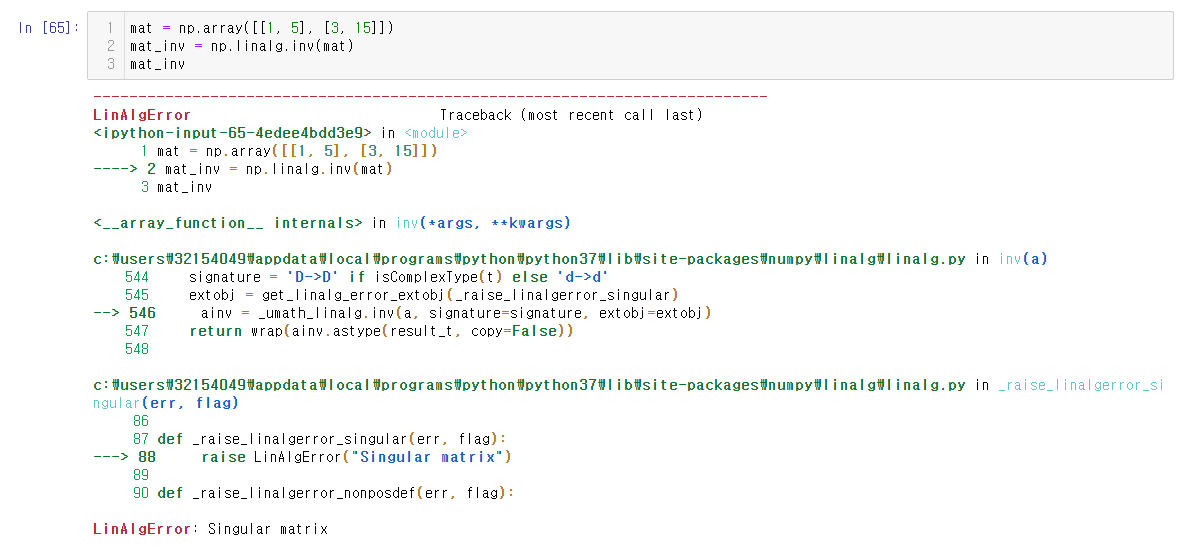 In [65]:
1 mat = np.array([[1, 5], [3, 15]])
2 mat_inv = np.linalg.inv(mat)
3 mat_inv
---------------------------------------------------------------------------
LinAlgError Traceback (most recent call last)
<ipython-input-65-4edee4bdd3e9> in <module>
1 mat = np.array([[1, 5], [3, 15]])
----> 2 mat_inv = np.linalg.inv(mat)
3 mat_inv
<__array_function__ internals> in inv(*args, **kwargs)
c:₩users₩32154049₩appdata₩local₩programs₩python₩python37₩lib₩site-packages₩numpy₩linalg₩linalg.py in inv(a)
544 signature = 'D->D' if isComplexType(t) else 'd->d'
545 extobj = get_linalg_error_extobj(_raise_linalgerror_singular)
--> 546 ainv = _umath_linalg.inv(a, signature=signature, extobj=extobj)
547 return wrap(ainv.astype(result_t, copy=False))
548
c:₩users₩32154049₩appdata₩local₩programs₩python₩python37₩lib₩site-packages₩numpy₩linalg₩linalg.py in _raise_linalgerror_si
ngular(err, flag)
86
87 def _raise_linalgerror_singular(err, flag):
---> 88 raise LinAlgError("Singular matrix")
89
90 def _raise_linalgerror_nonposdef(err, flag):
LinAlgError: Singular matrix